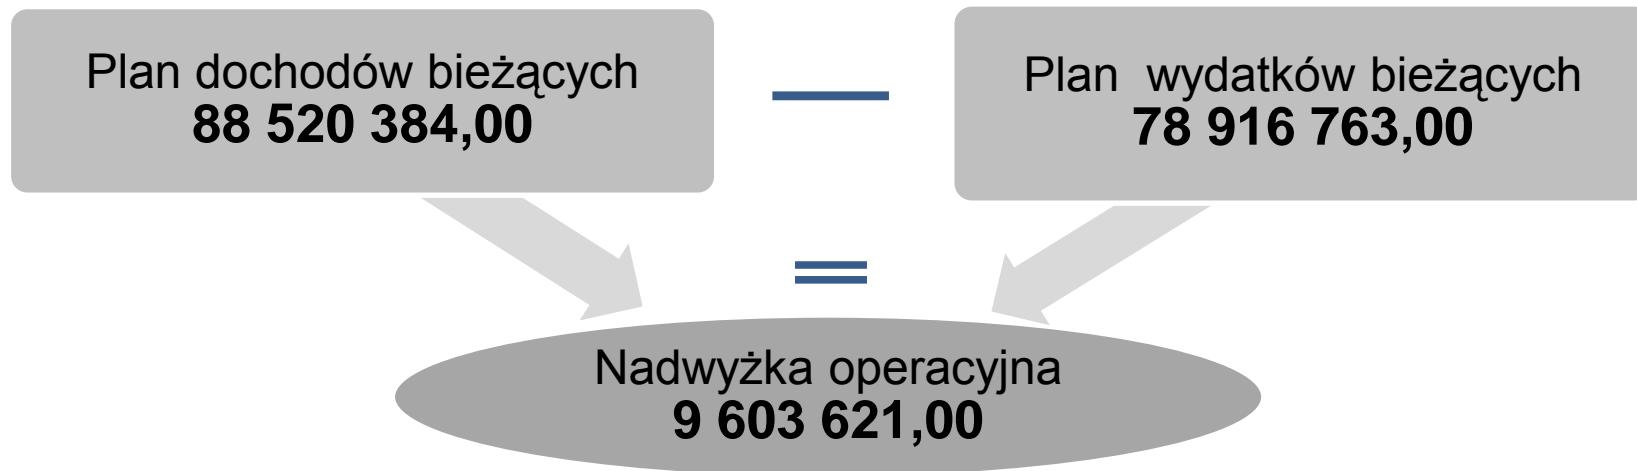 Plan dochodów bieżących
88 520 384,00
Plan wydatków bieżących
78 916 763,00
Nadwyżka operacyjna
9 603 621,00